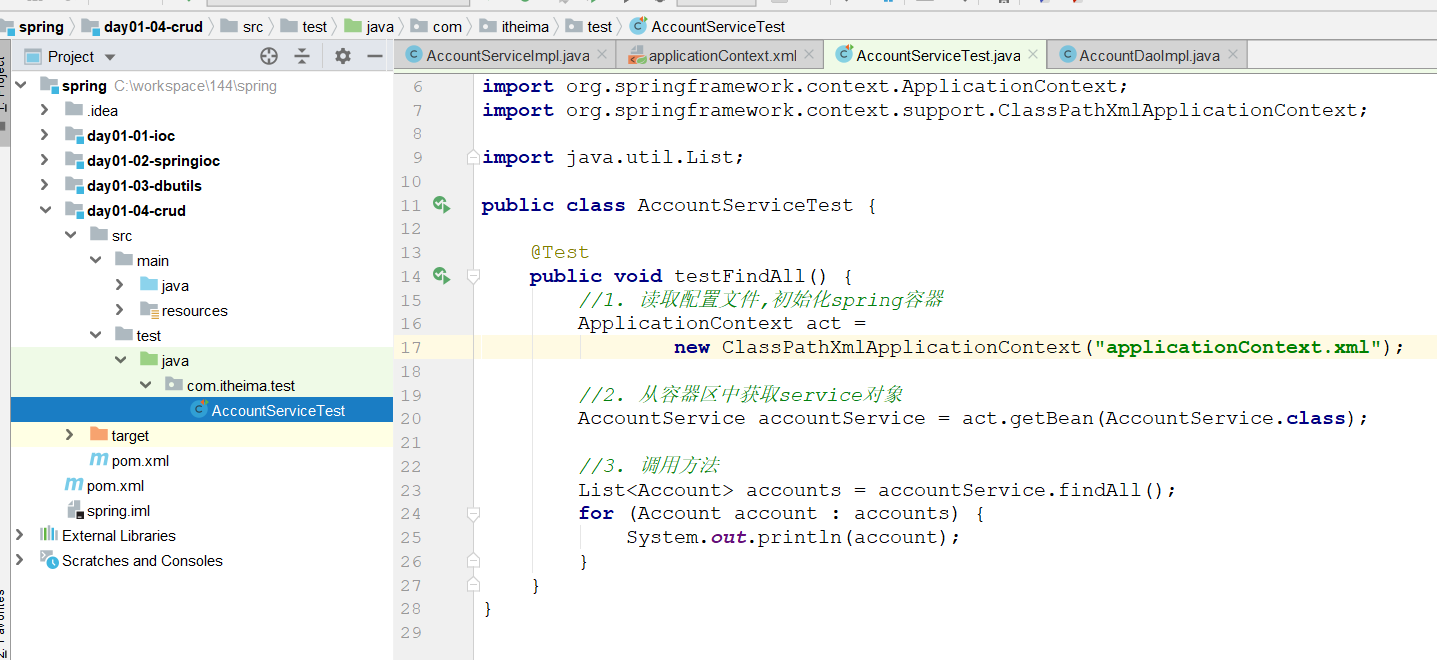 spring day01-04-crud src test java com itheima test AccountServiceTest
Project
AccountServiceImpl.java applicationContext.xml AccountServiceTest.java AccountDaoImpl.java
spring C:\workspace\144\spring
.idea
day01-01-ioc
day01-02-springioc
day01-03-dbutils
day01-04-crud
src
main
java
resources
test
java
com.itheima.test
AccountServiceTest
target
pom.xml
pom.xml
spring.iml
External Libraries
Scratches and Consoles
6 import org.springframework.context.ApplicationContext;
7 import org.springframework.context.support.ClassPathXmlApplicationContext;
8
9 import java.util.List;
10
11 public class AccountServiceTest {
12
13 @Test
14 public void testFindAll() {
15 //1. 读取配置文件,初始化spring容器
16 ApplicationContext act =
17 new ClassPathXmlApplicationContext("applicationContext.xml");
18
19 //2. 从容器区中获取service对象
20 AccountService accountService = act.getBean(AccountService.class);
21
22 //3. 调用方法
23 List<Account> accounts = accountService.findAll();
24 for (Account account : accounts) {
25 System.out.println(account);
26 }
27 }
28 }
29